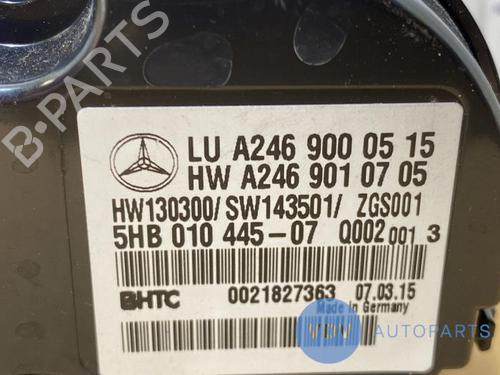 LU A246 900 05 15
HW A246 901 07 05
HW130300/ SW143501/ ZGS001
5HB 010 445-07 Q002 001 3
BHTC 0021827363 07.03.15
Made in Germany
VDV AUTOPARTS
B-PARTS